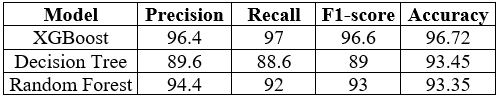 Model Precision Recall F1-score Accuracy
XGBoost 96.4 97 96.6 96.72
Decision Tree 89.6 88.6 89 93.45
Random Forest 94.4 92 93 93.35